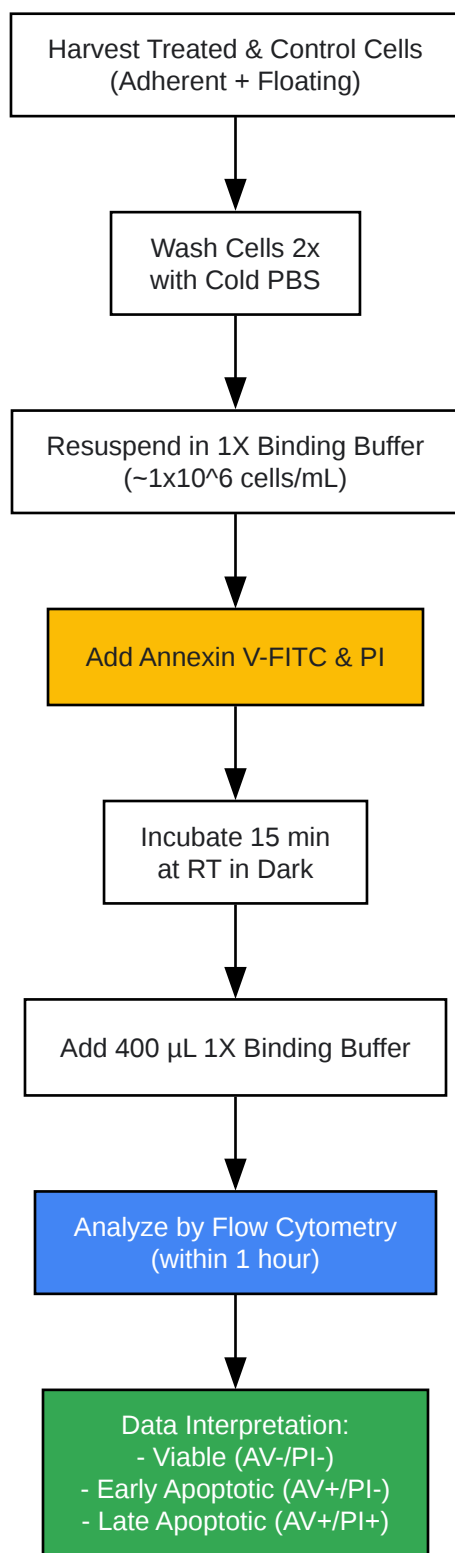 Harvest Treated & Control Cells
(Adherent + Floating)
Wash Cells 2x
with Cold PBS
Resuspend in 1X Binding Buffer
(~1x10^6 cells/mL)
Add Annexin V-FITC & PI
Incubate 15 min
at RT in Dark
Add 400 µL 1X Binding Buffer
Analyze by Flow Cytometry
(within 1 hour)
Data Interpretation:
- Viable (AV-/PI-)
- Early Apoptotic (AV+/PI-)
- Late Apoptotic (AV+/PI+)